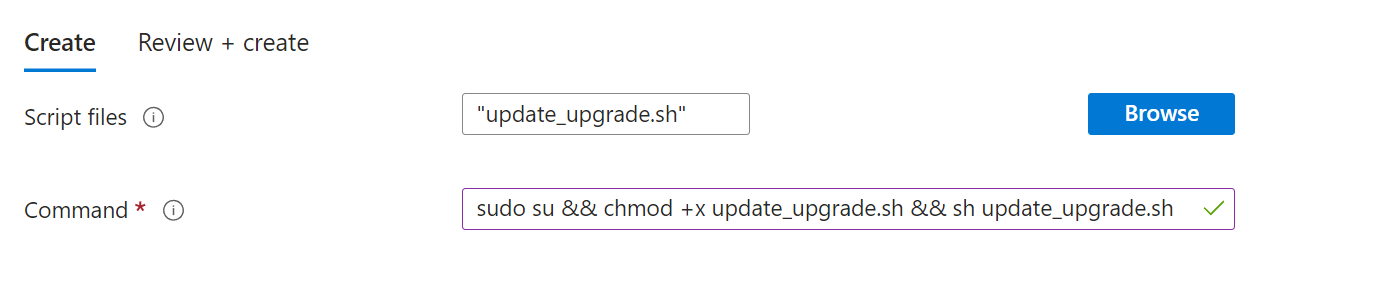 Create Review + create
Script files
"update_upgrade.sh"
Browse
Command *
sudo su && chmod +x update_upgrade.sh && sh update_upgrade.sh